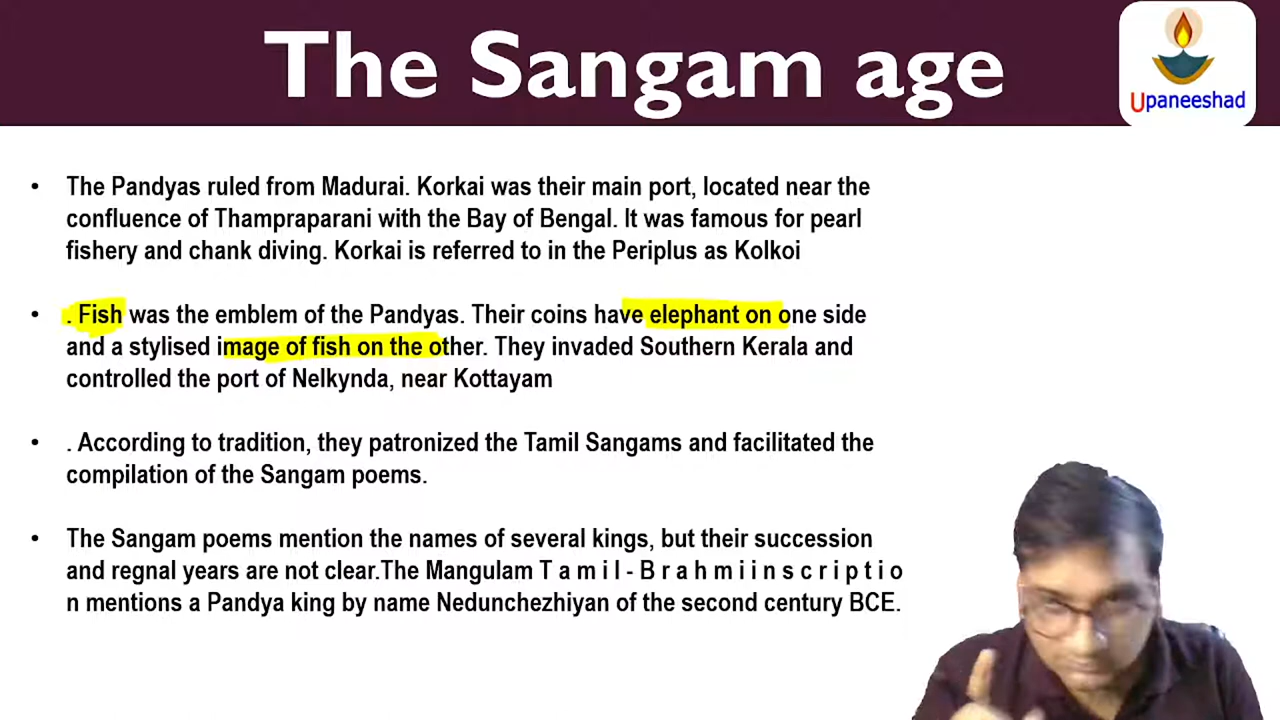 The Sangam age
Upaneeshad
• The Pandyas ruled from Madurai. Korkai was their main port, located near the
confluence of Thampraparani with the Bay of Bengal. It was famous for pearl
fishery and chank diving. Korkai is referred to in the Periplus as Kolkoi
• . Fish was the emblem of the Pandyas. Their coins have elephant on one side
and a stylised image of fish on the other. They invaded Southern Kerala and
controlled the port of Nelkynda, near Kottayam
• . According to tradition, they patronized the Tamil Sangams and facilitated the
compilation of the Sangam poems.
• The Sangam poems mention the names of several kings, but their succession
and regnal years are not clear.The Mangulam T a m i l - B r a h m i i n s c r i p t i o
n mentions a Pandya king by name Nedunchezhiyan of the second century BCE.